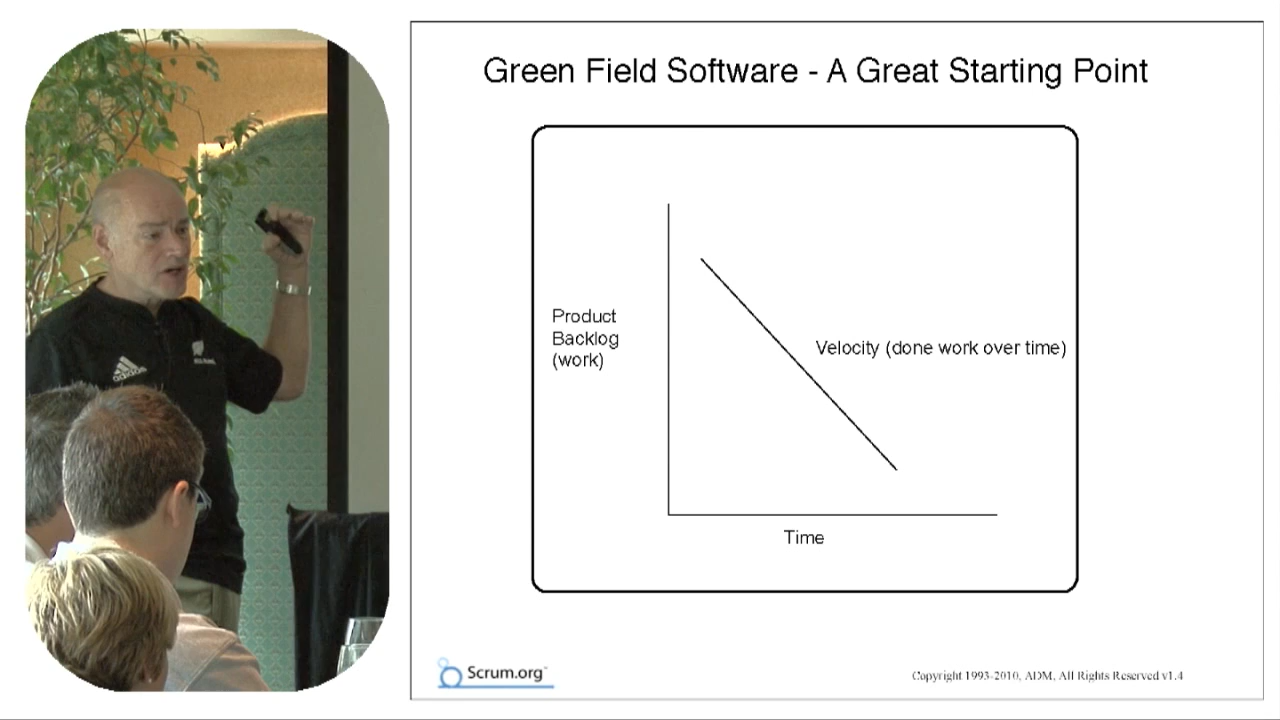 adidas
Green Field Software - A Great Starting Point
Product
Backlog
(work)
Velocity (done work over time)
Time
Scrum.org™
Copyright 1993-2010, ADM, All Rights Reserved v1.4